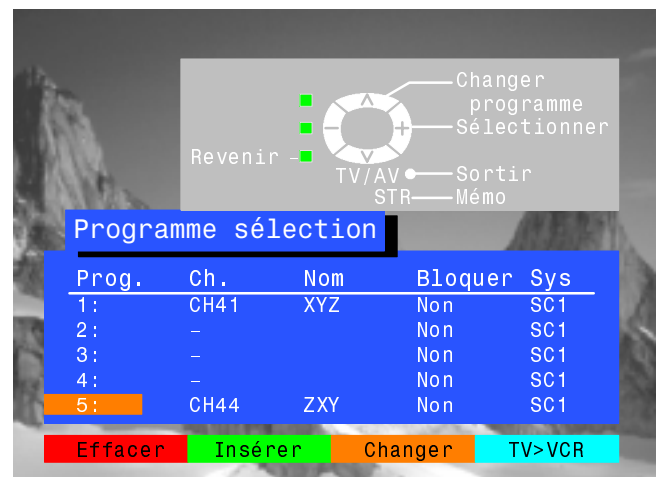 Changer
programme
Sélectionner
Revenir
TV/AV Sortir
STR Mémo
Programme sélection
Prog. Ch. Nom Bloquer Sys
1: CH41 XYZ Non SC1
2: – Non SC1
3: – Non SC1
4: – Non SC1
5: CH44 ZXY Non SC1
Effacer Insérer Changer TV>VCR